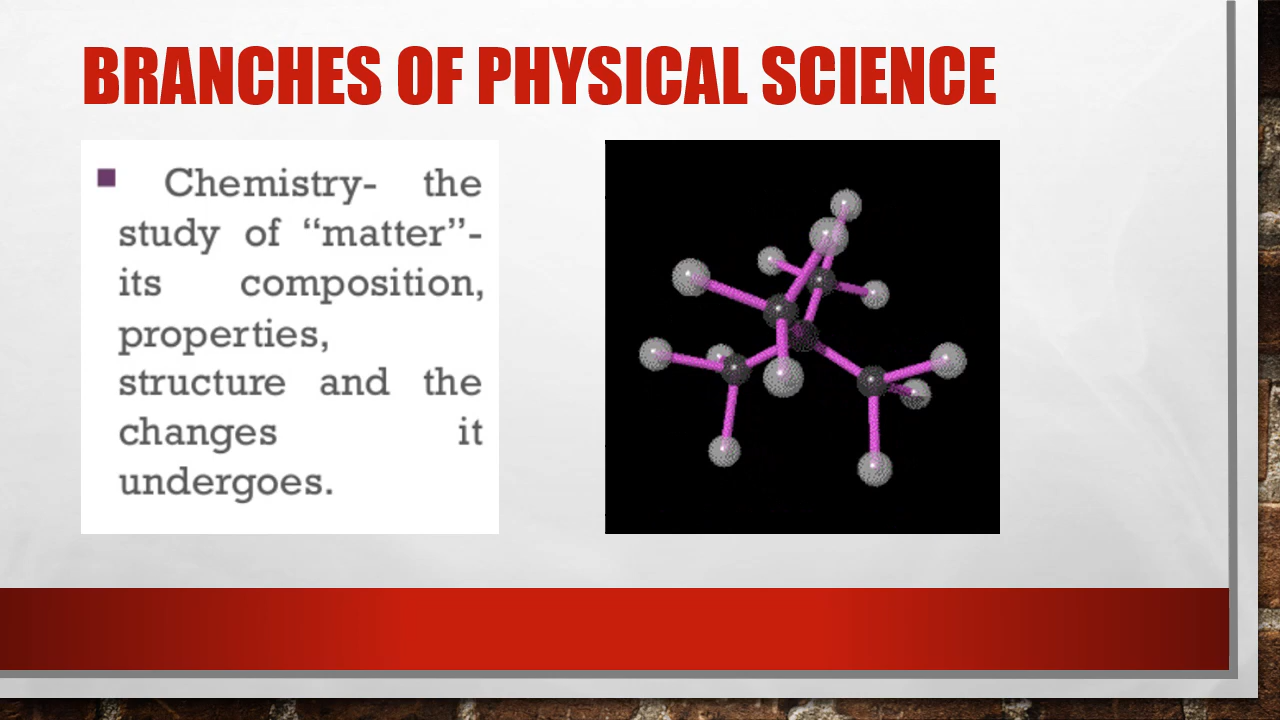 BRANCHES OF PHYSICAL SCIENCE
Chemistry- the
study of “matter”-
its composition,
properties,
structure and the
changes it
undergoes.